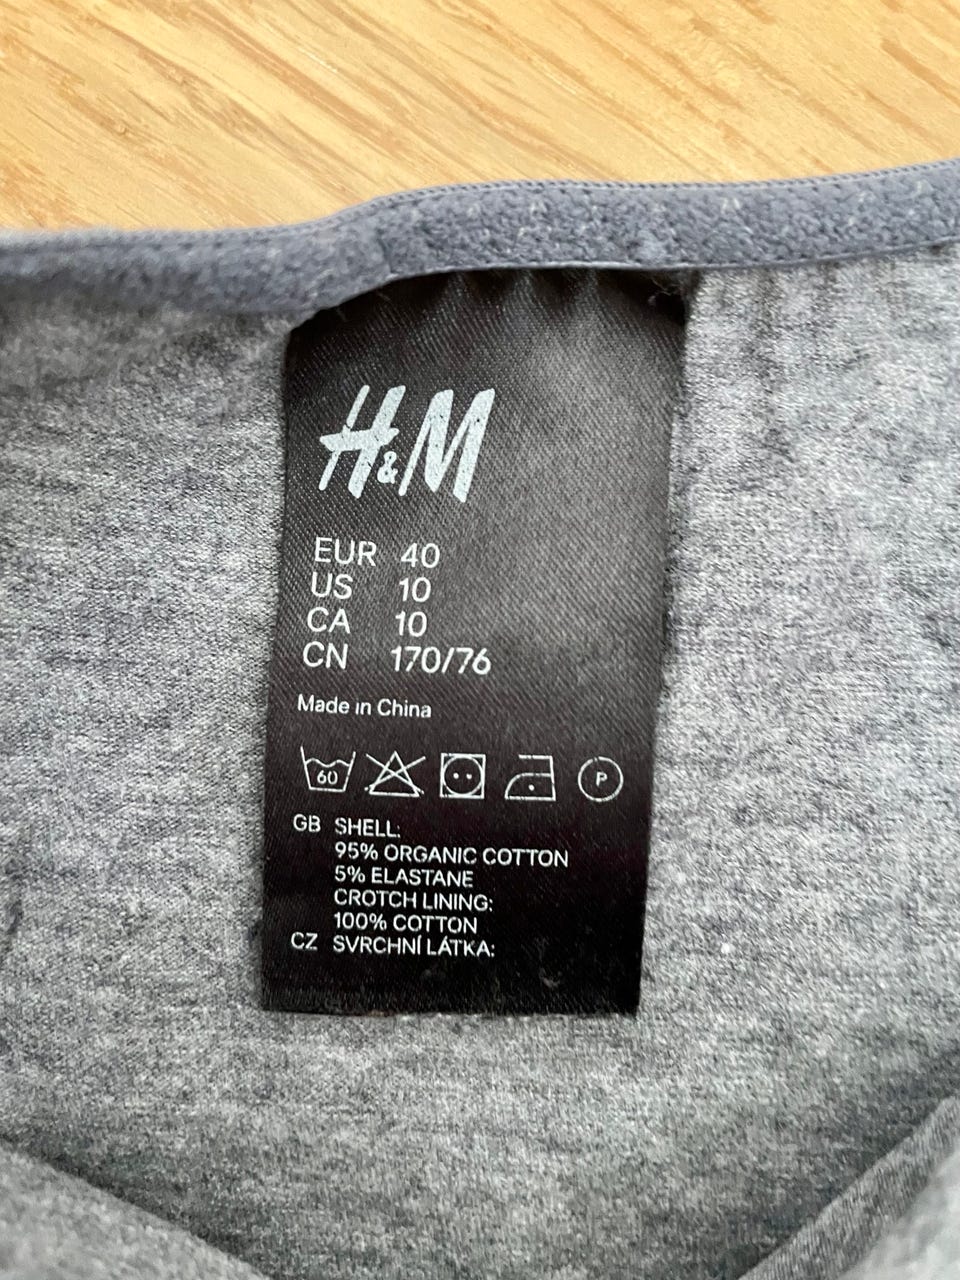 H&M
EUR 40
US 10
CA 10
CN 170/76
Made in China
60 P
GB SHELL:
95% ORGANIC COTTON
5% ELASTANE
CROTCH LINING:
100% COTTON
CZ SVRCHNÍ LÁTKA: